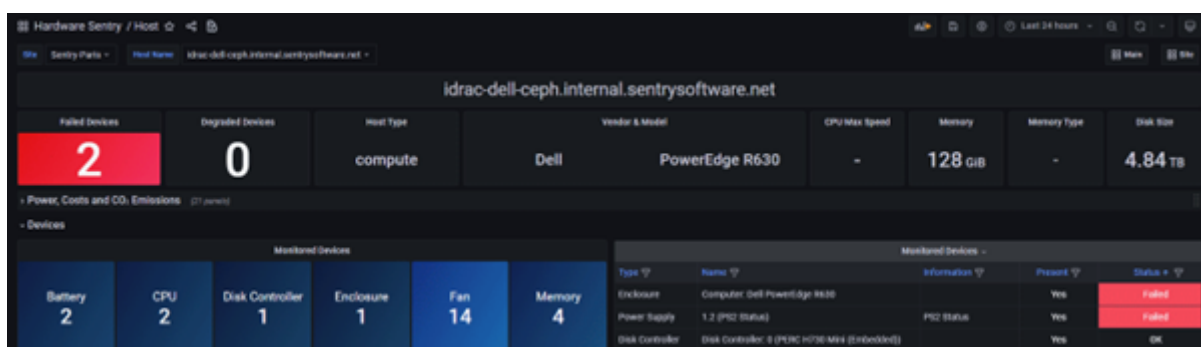 Hardware Sentry / Host
Last 24 hours
Site Sentry-Paris Host Name idrac-dell-ceph.internal.sentrysoftware.net
Main Site
idrac-dell-ceph.internal.sentrysoftware.net
Failed Devices Degraded Devices Host Type Vendor & Model CPU Max Speed Memory Memory Type Disk Size
2 0 compute Dell PowerEdge R630 - 128 GiB - 4.84 TB
Power, Costs and CO₂ Emissions (21 panels)
Devices
Monitored Devices Monitored Devices
Type Name Information Present Status
Battery CPU Disk Controller Enclosure Fan Memory
2 2 1 1 14 4
Enclosure Computer: Dell PowerEdge R630 Yes Failed
Power Supply 1.2 (PS2 Status) PS2 Status Yes Failed
Disk Controller Disk Controller: 0 (PERC H730 Mini (Embedded)) Yes OK